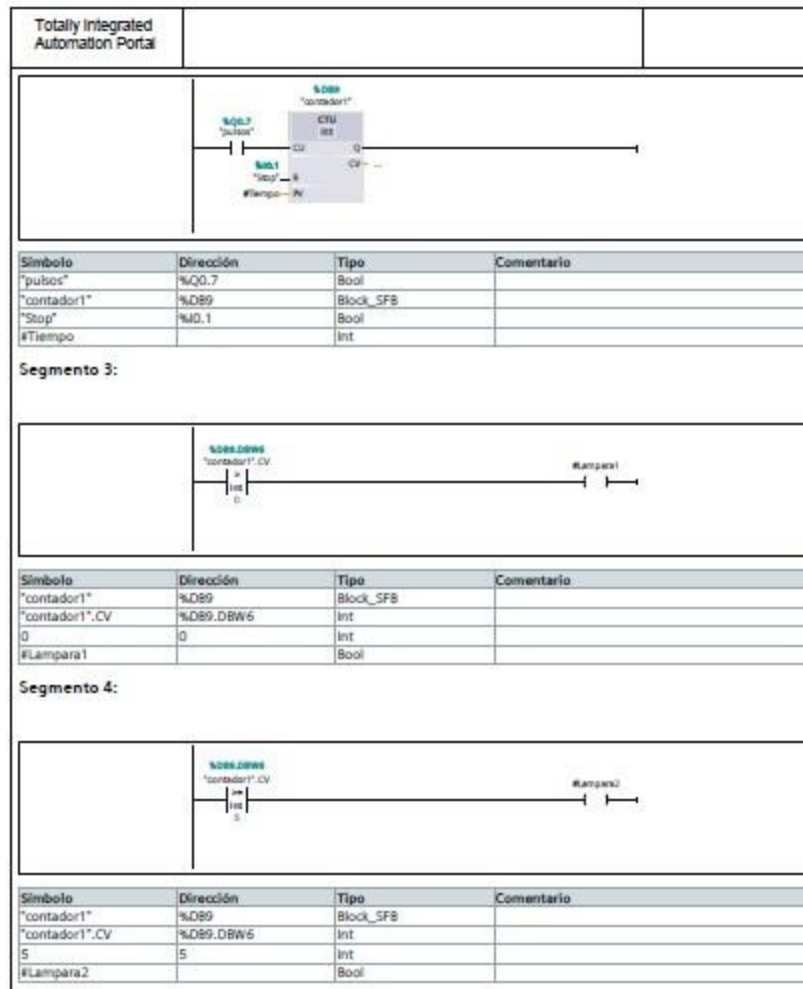 Totally Integrated
Automation Portal
%DB9
"contador1"
%Q0.7
"pulsos"
CTU
Int
CU Q
%I0.1
CV ...
"Stop" R
#Tiempo PV
Símbolo Dirección Tipo Comentario
"pulsos" %Q0.7 Bool
"contador1" %DB9 Block_SFB
"Stop" %I0.1 Bool
#Tiempo Int
Segmento 3:
%DB9.DBW6
"contador1".CV
#Lampara1
>
Int
0
Símbolo Dirección Tipo Comentario
"contador1" %DB9 Block_SFB
"contador1".CV %DB9.DBW6 Int
0 0 Int
#Lampara1 Bool
Segmento 4:
%DB9.DBW6
"contador1".CV
#Lampara2
>=
Int
5
Símbolo Dirección Tipo Comentario
"contador1" %DB9 Block_SFB
"contador1".CV %DB9.DBW6 Int
5 5 Int
#Lampara2 Bool